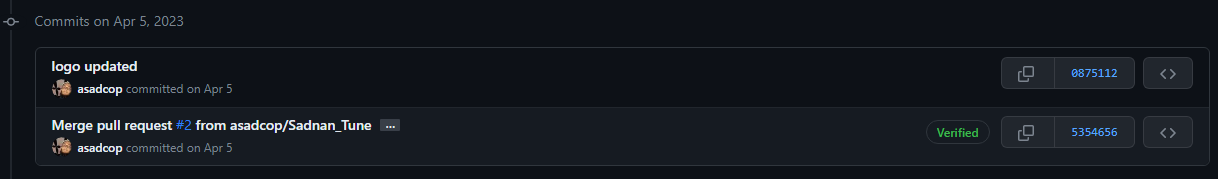 Commits on Apr 5, 2023
logo updated
asadcop committed on Apr 5
0875112
Merge pull request #2 from asadcop/Sadnan_Tune ...
asadcop committed on Apr 5
Verified
5354656